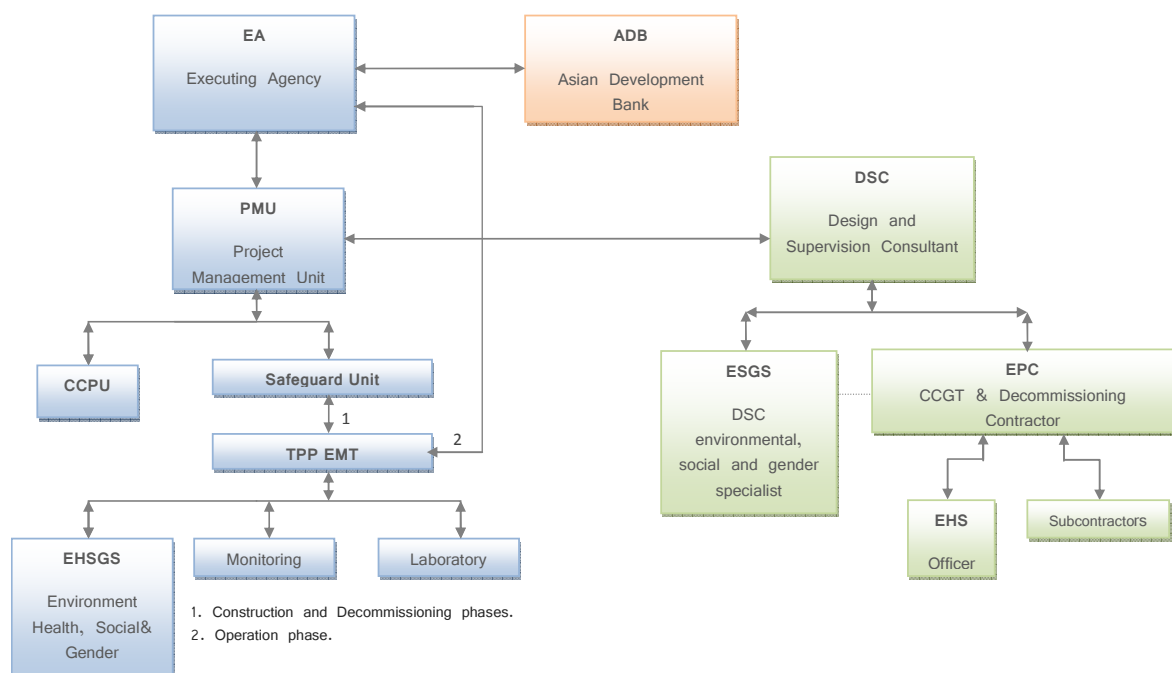 EA
Executing Agency
ADB
Asian Development
Bank
PMU
Project
Management Unit
DSC
Design and
Supervision Consultant
CCPU
Safeguard Unit
1
TPP EMT
2
ESGS
DSC
environmental,
social and gender
specialist
EPC
CCGT & Decommissioning
Contractor
EHSGS
Environment
Health, Social&
Gender
Monitoring
Laboratory
EHS
Officer
Subcontractors
1. Construction and Decommissioning phases.
2. Operation phase.